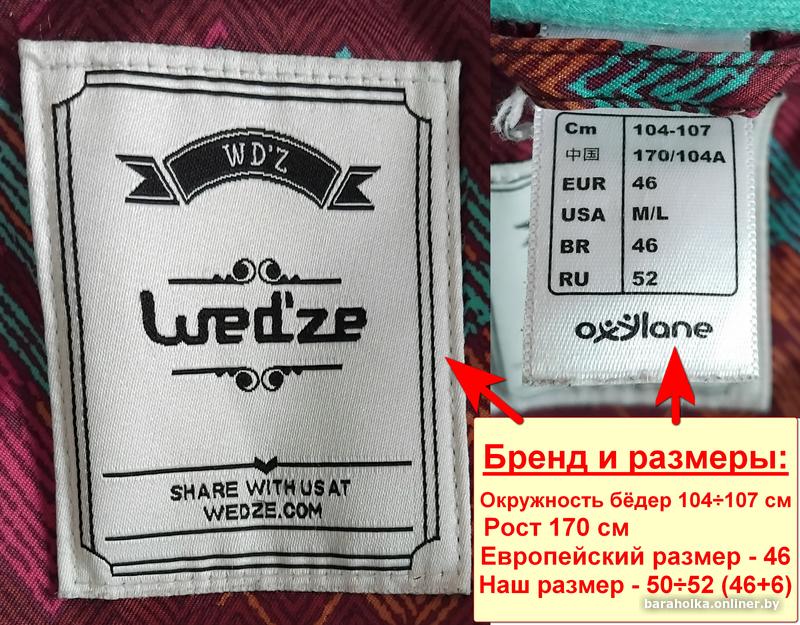 WD'Z
Wed'ze
SHARE WITH US AT
WEDZE.COM
Cm 104-107
中国 170/104A
EUR 46
USA M/L
BR 46
RU 52
oxylane
Бренд и размеры:
Окружность бёдер 104÷107 см
Рост 170 см
Европейский размер - 46
Наш размер - 50÷52 (46+6)
baraholka.onliner.by